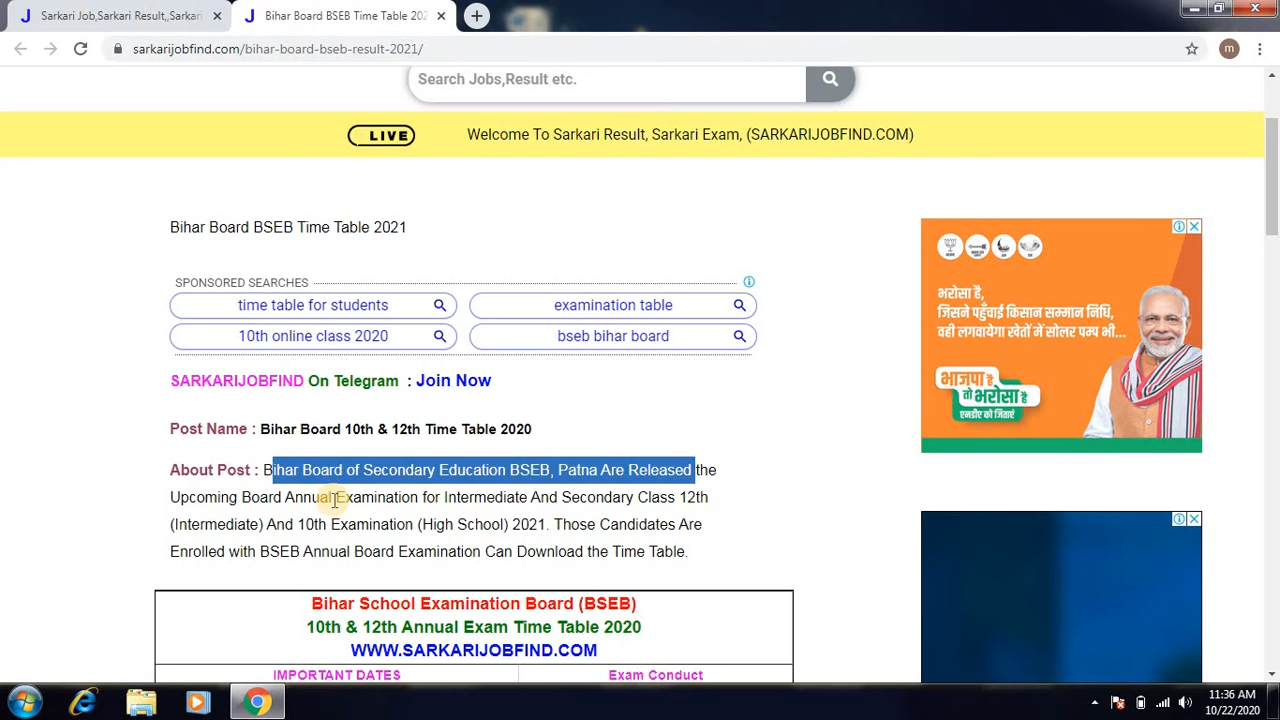 Sarkari Job,Sarkari Result,,Sarkari
Bihar Board BSEB Time Table 202
sarkarijobfind.com/bihar-board-bseb-result-2021/
m
Search Jobs,Result etc.
LIVE
Welcome To Sarkari Result, Sarkari Exam, (SARKARIJOBFIND.COM)
Bihar Board BSEB Time Table 2021
SPONSORED SEARCHES
time table for students
examination table
10th online class 2020
bseb bihar board
SARKARIJOBFIND On Telegram : Join Now
Post Name : Bihar Board 10th & 12th Time Table 2020
About Post : Bihar Board of Secondary Education BSEB, Patna Are Released the
Upcoming Board Annual Examination for Intermediate And Secondary Class 12th
(Intermediate) And 10th Examination (High School) 2021. Those Candidates Are
Enrolled with BSEB Annual Board Examination Can Download the Time Table.
Bihar School Examination Board (BSEB)
10th & 12th Annual Exam Time Table 2020
WWW.SARKARIJOBFIND.COM
IMPORTANT DATES
Exam Conduct
भरोसा है,
जिसने पहुँचाई किसान सम्मान निधि,
वही लगवायेगा खेतों में सोलर पम्प भी...
भाजपा है
तो भरोसा है
एनडीए को जिताएं
11:36 AM
10/22/2020